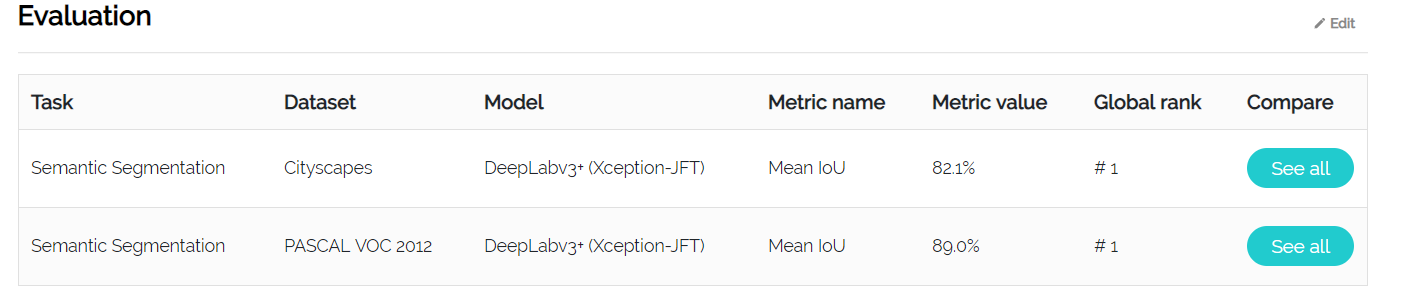 Evaluation
Edit
Task Dataset Model Metric name Metric value Global rank Compare
Semantic Segmentation Cityscapes DeepLabv3+ (Xception-JFT) Mean IoU 82.1% # 1 See all
Semantic Segmentation PASCAL VOC 2012 DeepLabv3+ (Xception-JFT) Mean IoU 89.0% # 1 See all